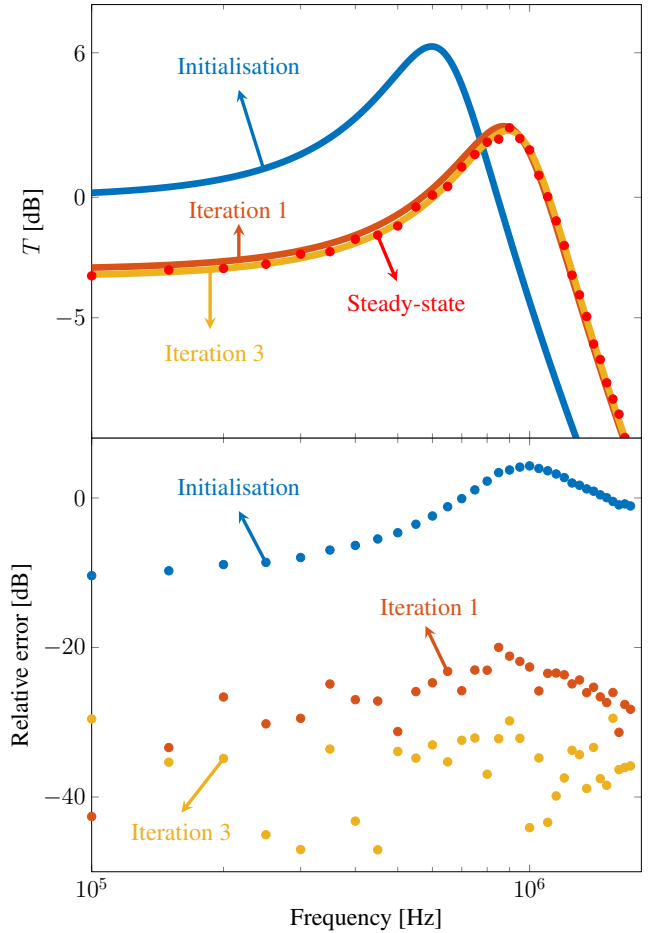 6
Initialisation
0
T [dB]
Iteration 1
Steady-state
−5
Iteration 3
Initialisation
0
Relative error [dB]
Iteration 1
−20
−40
Iteration 3
10^5
10^6
Frequency [Hz]